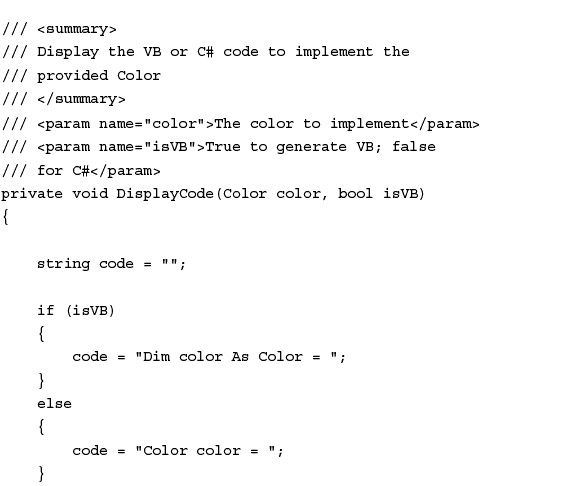 /// <summary>
/// Display the VB or C# code to implement the
/// provided Color
/// </summary>
/// <param name="color">The color to implement</param>
/// <param name="isVB">True to generate VB; false
/// for C#</param>
private void DisplayCode(Color color, bool isVB)
{
    string code = "";
    if (isVB)
    {
        code = "Dim color As Color = ";
    }
    else
    {
        code = "Color color = ";
    }